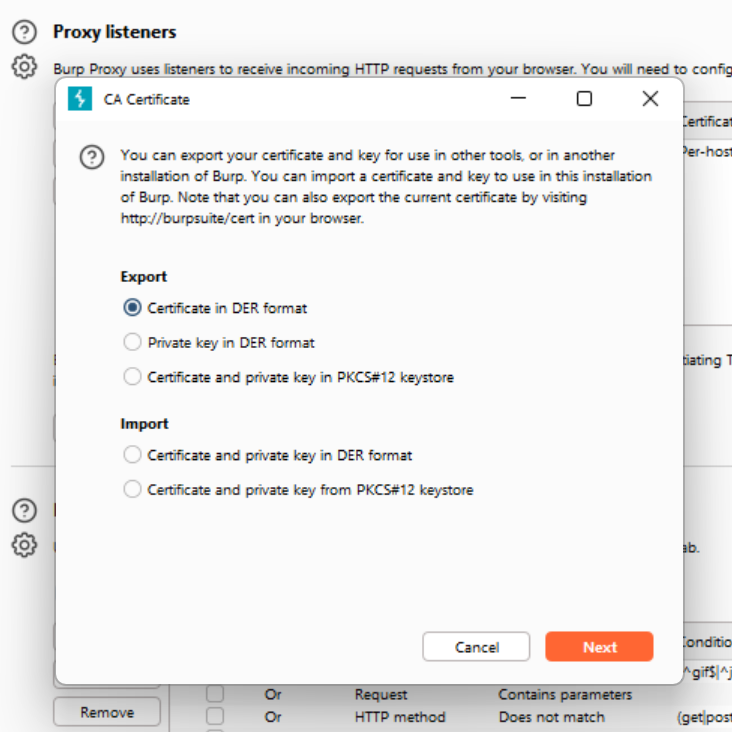 Proxy listeners
Burp Proxy uses listeners to receive incoming HTTP requests from your browser. You will need to config
CA Certificate
You can export your certificate and key for use in other tools, or in another
installation of Burp. You can import a certificate and key to use in this installation
of Burp. Note that you can also export the current certificate by visiting
http://burpsuite/cert in your browser.
Export
Certificate in DER format
Private key in DER format
Certificate and private key in PKCS#12 keystore
Import
Certificate and private key in DER format
Certificate and private key from PKCS#12 keystore
Cancel Next
Certificat
Per-host
tiating T
ab.
Conditio
^gif$|^j
Or Request Contains parameters
Remove
Or HTTP method Does not match (get|post